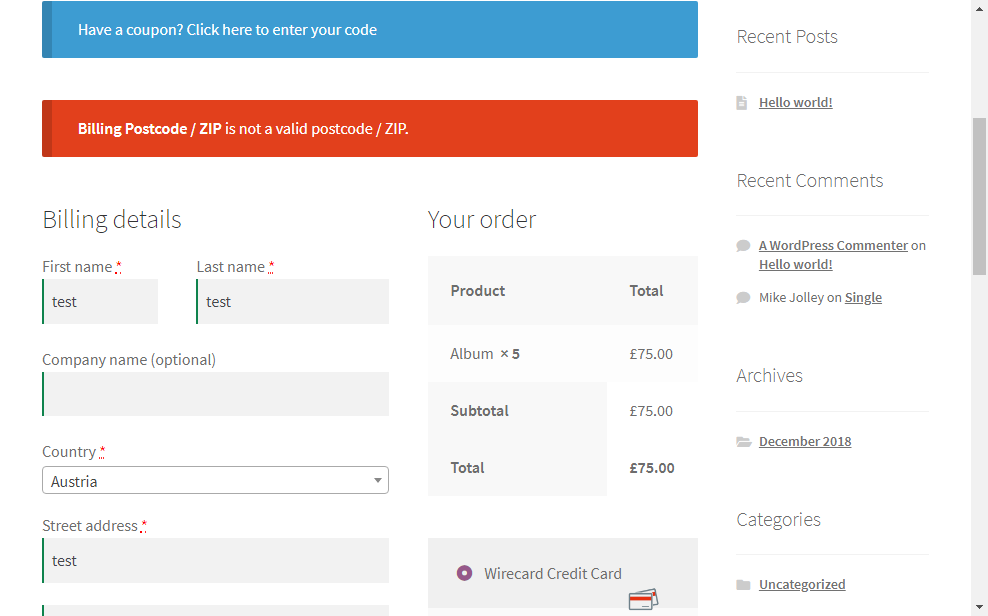 Have a coupon? Click here to enter your code
Billing Postcode / ZIP is not a valid postcode / ZIP.
Billing details
First name *
Last name *
test
test
Company name (optional)
Country *
Austria
Street address *
test
Your order
Product Total
Album × 5 £75.00
Subtotal £75.00
Total £75.00
Wirecard Credit Card
Recent Posts
Hello world!
Recent Comments
A WordPress Commenter on
Hello world!
Mike Jolley on Single
Archives
December 2018
Categories
Uncategorized